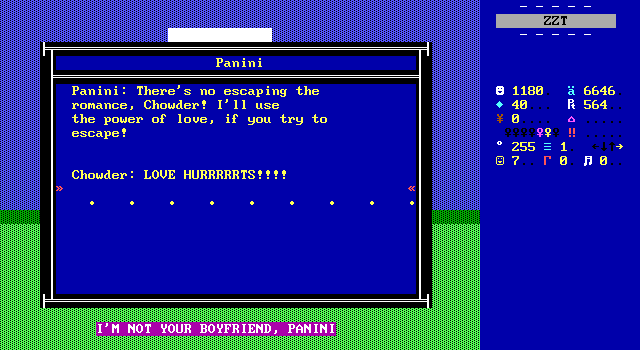 ZZT
Panini
Panini: There's no escaping the
romance, Chowder! I'll use
the power of love, if you try to
escape!
Chowder: LOVE HURRRRRTS!!!!
» «
• • • • • • • • •
1180 ä 6646
♦ 40 ℞ 564
¥ 0
‼
° 255 ≡ 1 ←↓↑→
7 Γ 0 ♫ 0
I'M NOT YOUR BOYFRIEND, PANINI